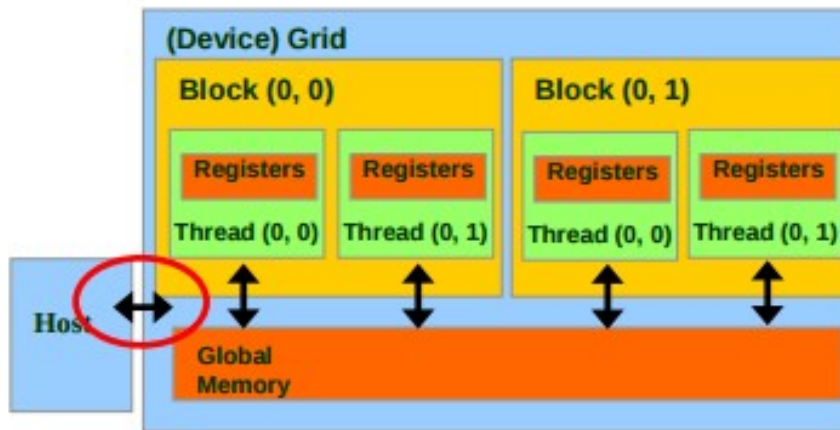 (Device) Grid
Block (0, 0)
Block (0, 1)
Registers
Registers
Registers
Registers
Thread (0, 0)
Thread (0, 1)
Thread (0, 0)
Thread (0, 1)
Host
Global
Memory